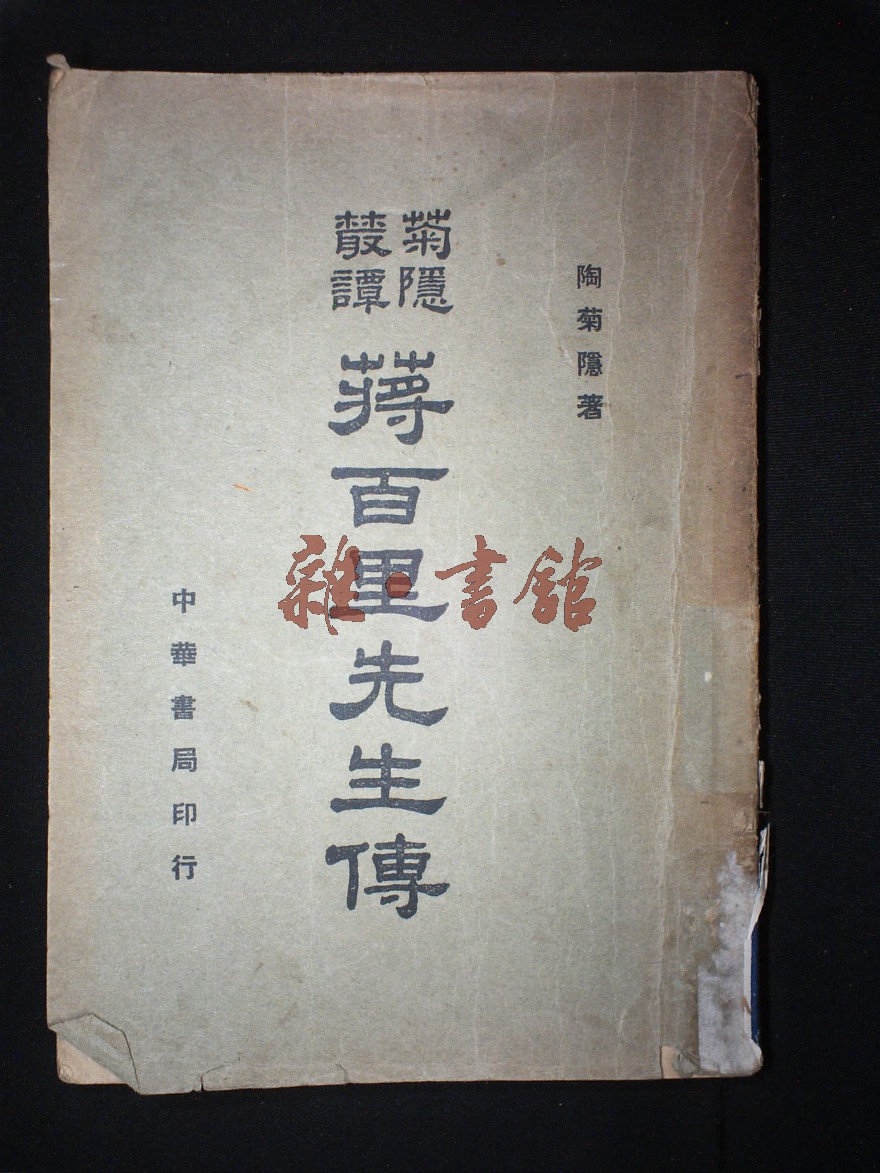 陶菊隱著
菊隱
叢譚
蔣百里先生傳
中華書局印行
雜·書館